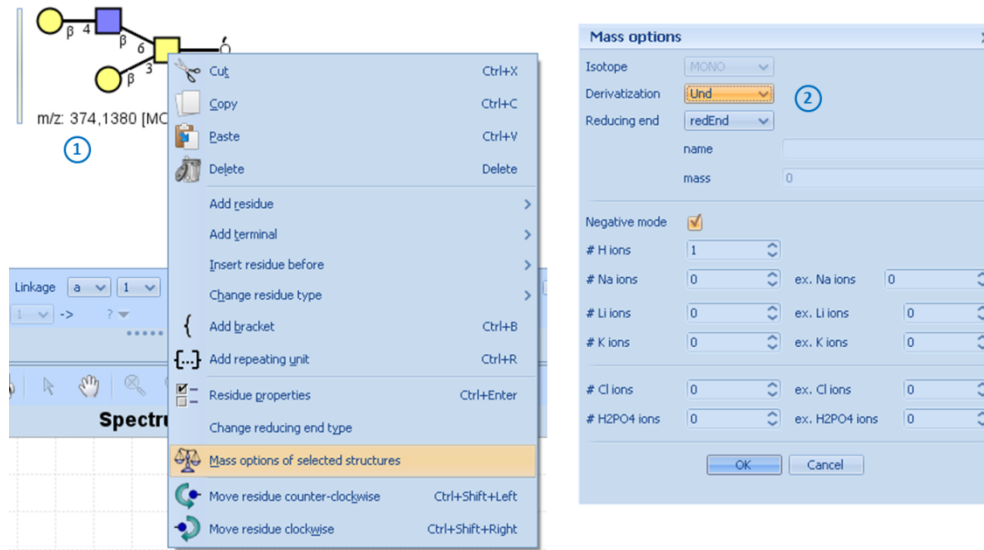 β 4 β 6
β 3
m/z: 374,1380 [MO
1
Cut Ctrl+X
Copy Ctrl+C
Paste Ctrl+V
Delete Delete
Add residue
Add terminal
Insert residue before
Change residue type
Add bracket Ctrl+B
Add repeating unit Ctrl+R
Residue properties Ctrl+Enter
Change reducing end type
Mass options of selected structures
Move residue counter-clockwise Ctrl+Shift+Left
Move residue clockwise Ctrl+Shift+Right
Linkage a 1
1 -> ?
Spectr
Mass options
Isotope MONO
Derivatization Und
2
Reducing end redEnd
name
mass 0
Negative mode
# H ions 1
# Na ions 0 ex. Na ions 0
# Li ions 0 ex. Li ions 0
# K ions 0 ex. K ions 0
# Cl ions 0 ex. Cl ions 0
# H2PO4 ions 0 ex. H2PO4 ions 0
OK Cancel